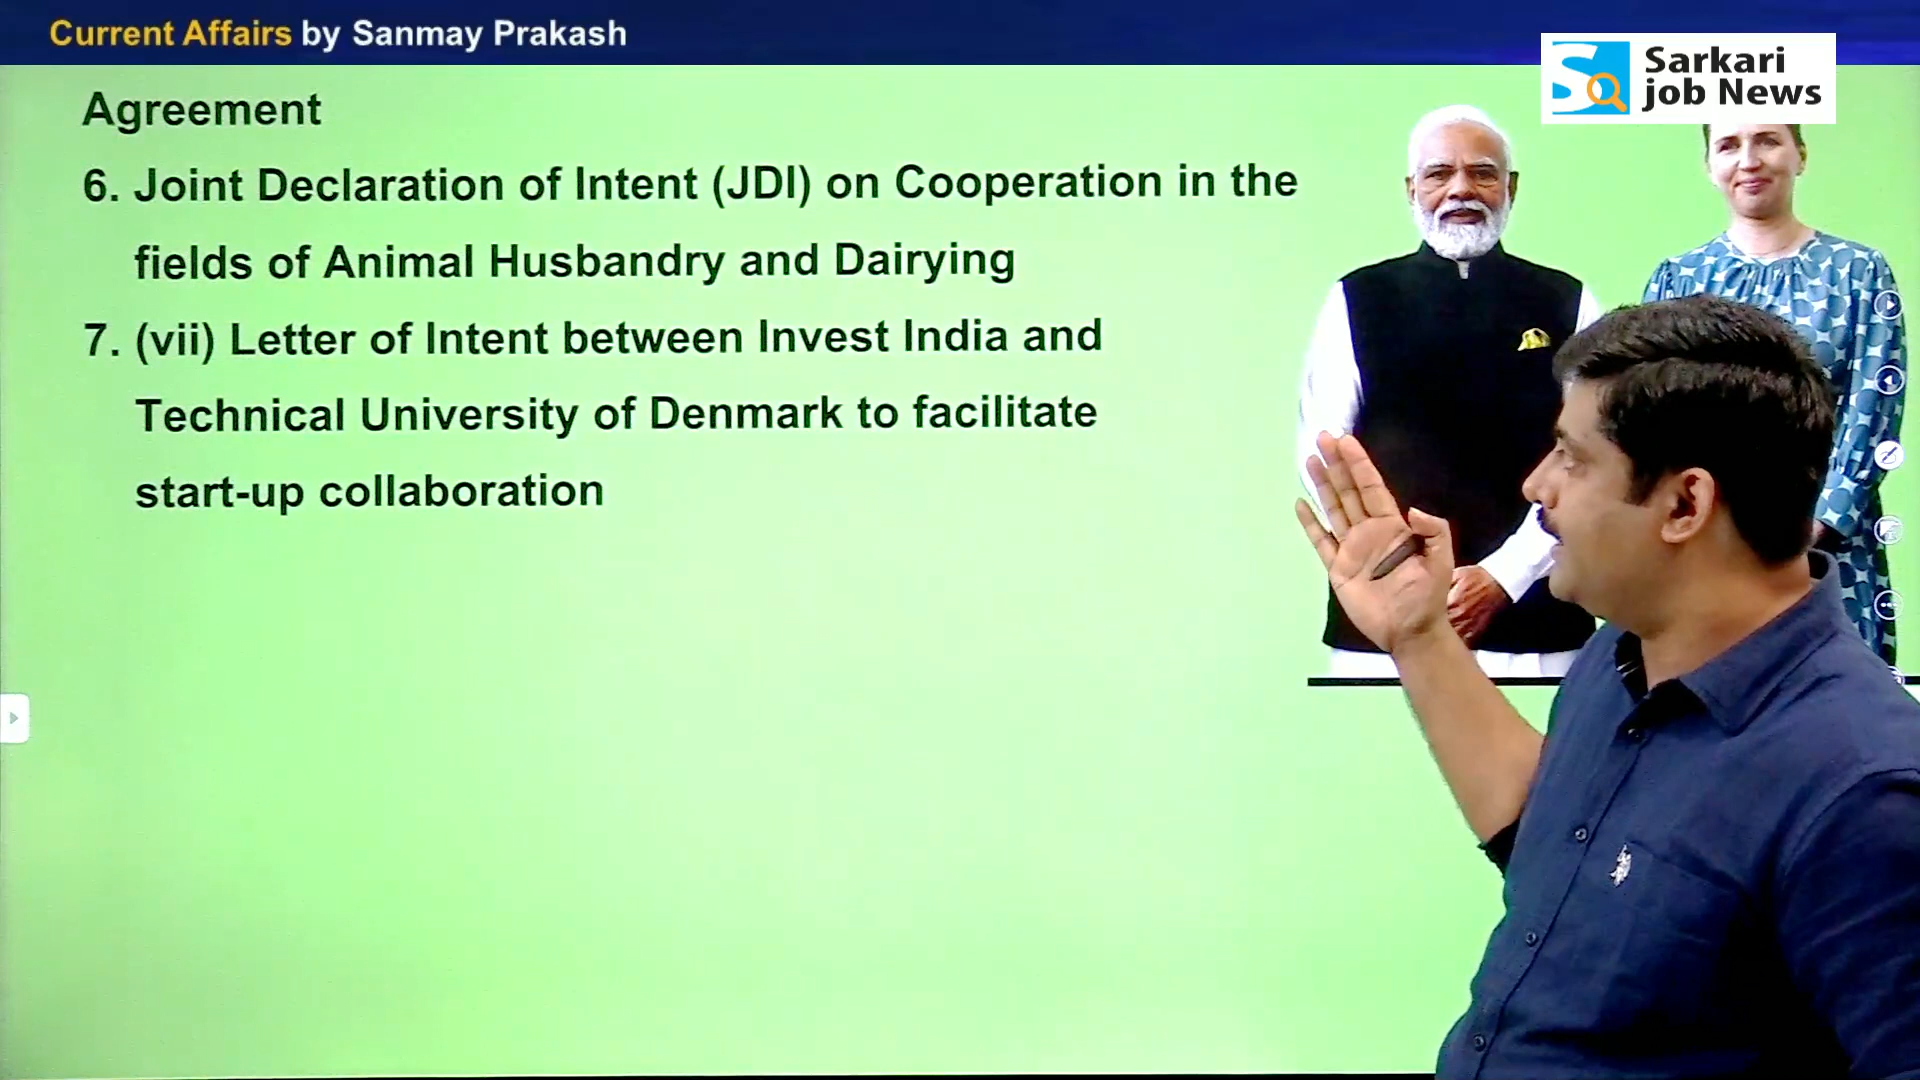 Current Affairs by Sanmay Prakash
Sarkari
job News
Agreement
6. Joint Declaration of Intent (JDI) on Cooperation in the
fields of Animal Husbandry and Dairying
7. (vii) Letter of Intent between Invest India and
Technical University of Denmark to facilitate
start-up collaboration